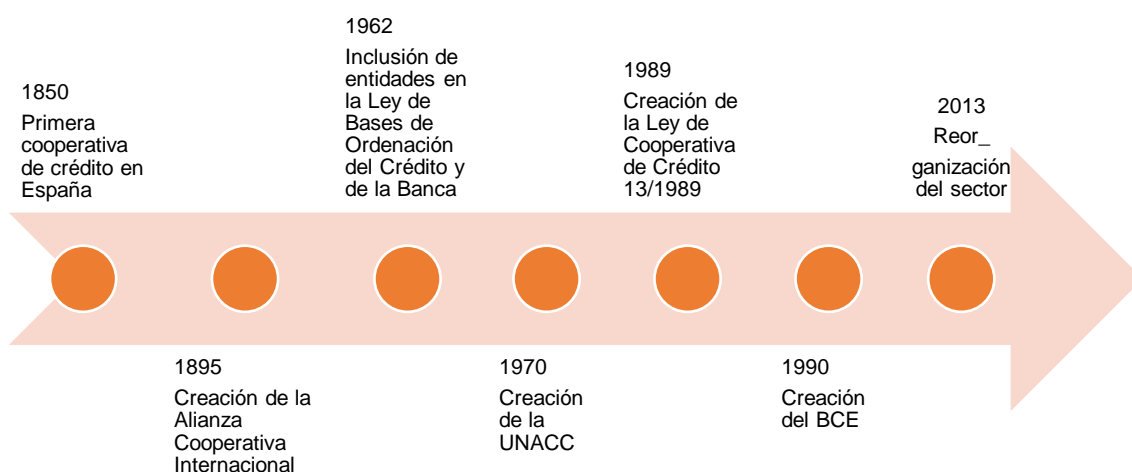 1850
Primera
cooperativa
de crédito en
España
1895
Creación de la
Alianza
Cooperativa
Internacional
1962
Inclusión de
entidades en
la Ley de
Bases de
Ordenación
del Crédito y
de la Banca
1970
Creación
de la
UNACC
1989
Creación de
la Ley de
Cooperativa
de Crédito
13/1989
1990
Creación
del BCE
2013
Reor_
ganización
del sector